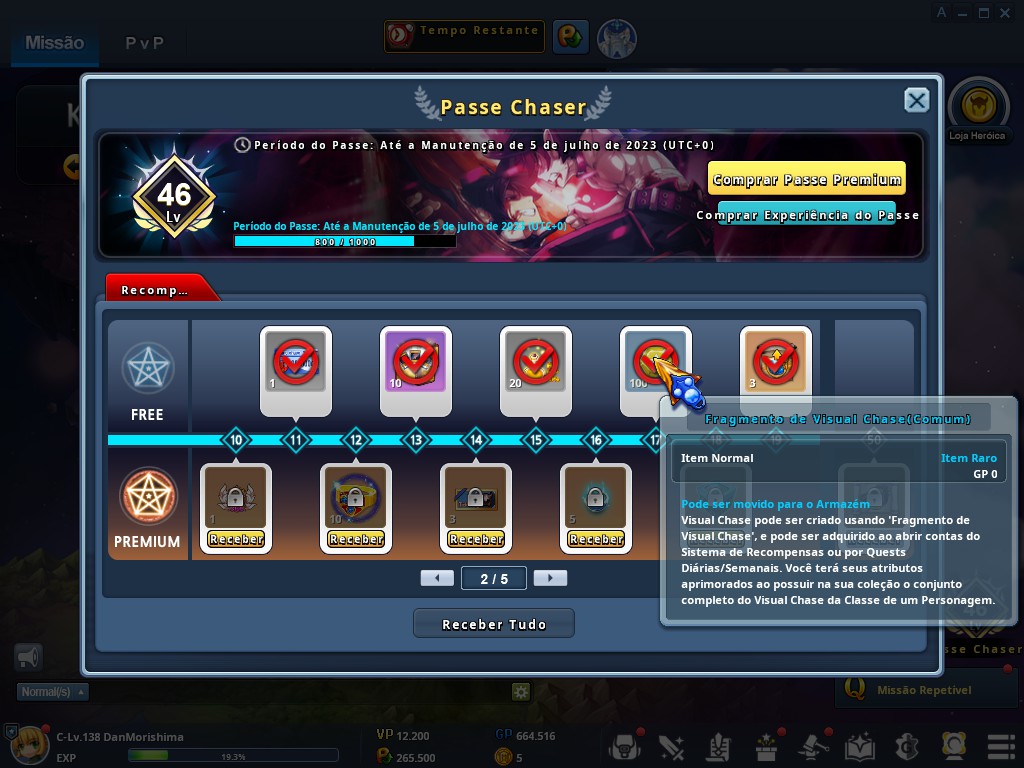 A
Missão
PvP
Tempo Restante
K
Passe Chaser
Loja Heróica
Período do Passe: Até a Manutenção de 5 de julho de 2023 (UTC+0)
46
Lv
Comprar Passe Premium
Comprar Experiência do Passe
Período do Passe: Até a Manutenção de 5 de julho de 2023 (UTC+0)
800 / 1000
Recomp...
1
10
20
100
3
FREE
10 11 12 13 14 15 16 17 18 19 50
Fragmento de Visual Chase(Comum)
Item Normal
Item Raro
GP 0
1
10
3
5
PREMIUM
Receber
Receber
Receber
Receber
Pode ser movido para o Armazém
Visual Chase pode ser criado usando 'Fragmento de
Visual Chase', e pode ser adquirido ao abrir contas do
Sistema de Recompensas ou por Quests
Diárias/Semanais. Você terá seus atributos
aprimorados ao possuir na sua coleção o conjunto
completo do Visual Chase da Classe de um Personagem.
2 / 5
Receber Tudo
sse Chaser
Normal(/s)
Q Missão Repetivel
C-Lv.138 DanMorishima
EXP
19.3%
VP 12.200
GP 664.516
265.500
5